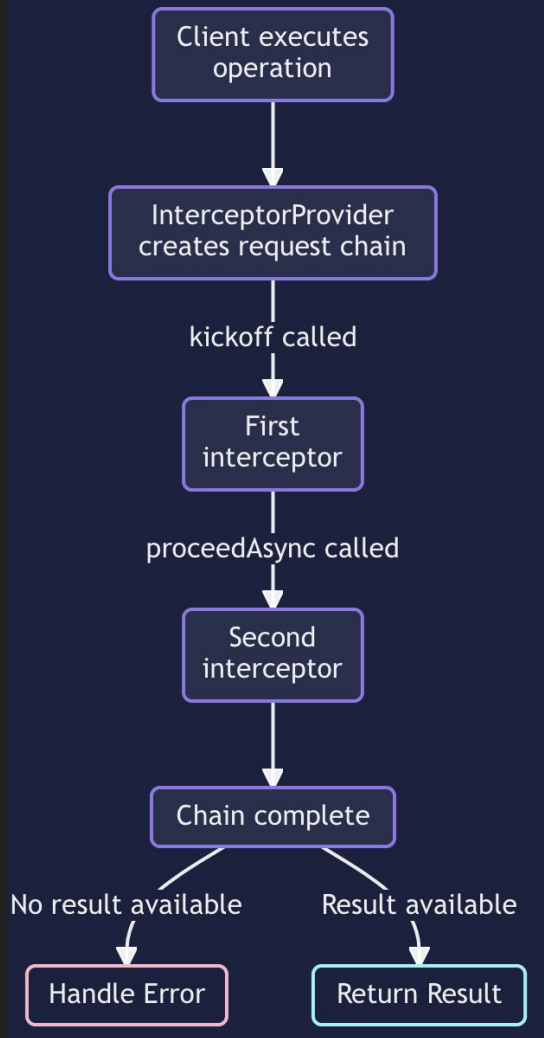 Client executes
operation
InterceptorProvider
creates request chain
kickoff called
First
interceptor
proceedAsync called
Second
interceptor
Chain complete
No result available
Result available
Handle Error
Return Result